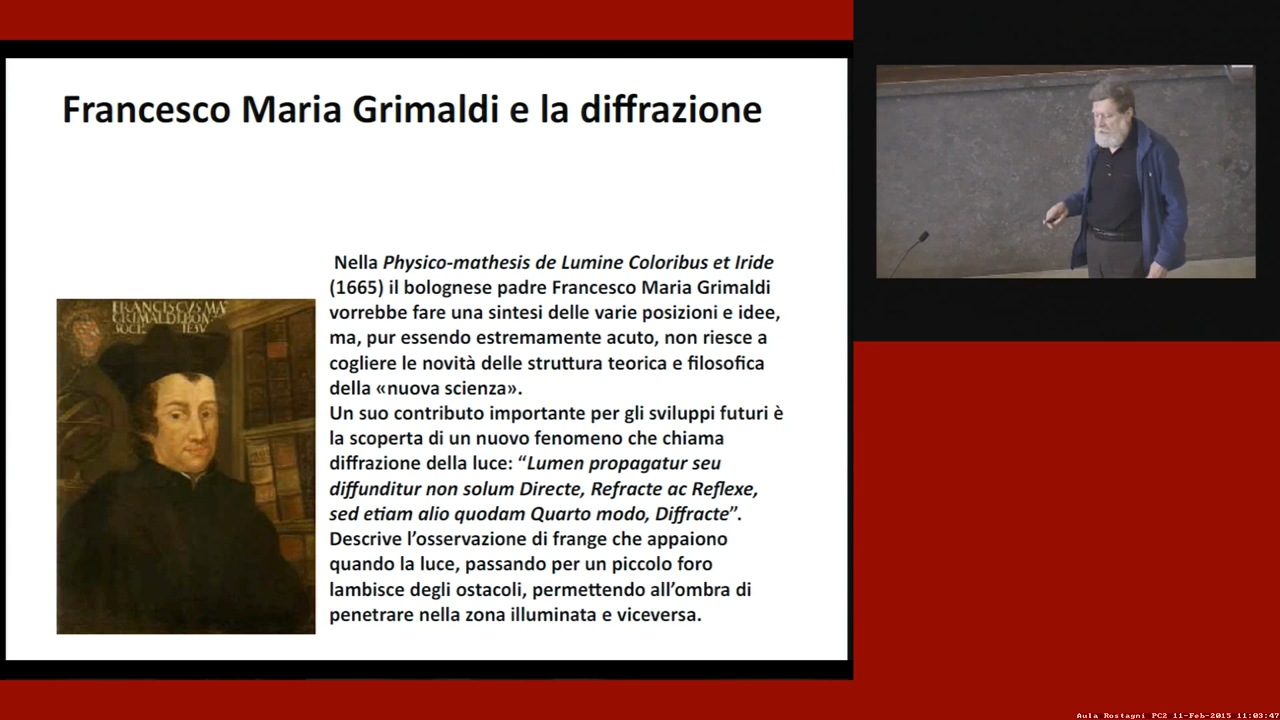 Francesco Maria Grimaldi e la diffrazione
Nella Physico-mathesis de Lumine Coloribus et Iride
(1665) il bolognese padre Francesco Maria Grimaldi
vorrebbe fare una sintesi delle varie posizioni e idee,
ma, pur essendo estremamente acuto, non riesce a
cogliere le novità delle struttura teorica e filosofica
della «nuova scienza».
Un suo contributo importante per gli sviluppi futuri è
la scoperta di un nuovo fenomeno che chiama
diffrazione della luce: “Lumen propagatur seu
diffunditur non solum Directe, Refracte ac Reflexe,
sed etiam alio quodam Quarto modo, Diffracte”.
Descrive l’osservazione di frange che appaiono
quando la luce, passando per un piccolo foro
lambisce degli ostacoli, permettendo all’ombra di
penetrare nella zona illuminata e viceversa.
FRANCISCVS MA
Aula Rostagni PC2 11-Feb-2015 11:03:47